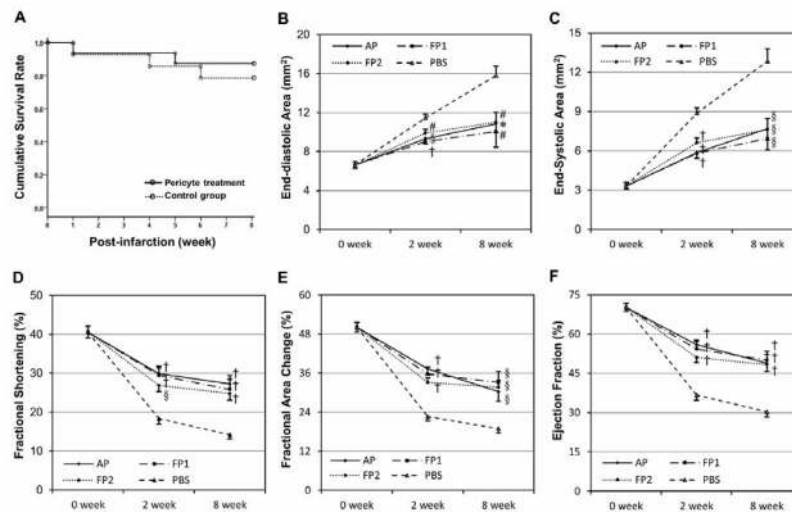 A
Cumulative Survival Rate
1.0
0.8
0.6
0.4
0.2
0.0
Pericyte treatment
Control group
0 1 2 3 4 5 6 7 8
Post-infarction (week)
B
End-diastolic Area (mm²)
20
16
12
8
4
AP FP1
FP2 PBS
#
†
#
*
#
0 week 2 week 8 week
C
End-Systolic Area (mm²)
15
12
9
6
3
0
AP FP1
FP2 PBS
†
†
§
§
§
0 week 2 week 8 week
D
Fractional Shortening (%)
50
40
30
20
10
0
†
†
§
†
†
†
AP FP1
FP2 PBS
0 week 2 week 8 week
E
Fractional Area Change (%)
60
48
36
24
12
0
†
†
†
§
§
§
AP FP1
FP2 PBS
0 week 2 week 8 week
F
Ejection Fraction (%)
75
60
45
30
15
0
†
†
†
†
†
†
AP FP1
FP2 PBS
0 week 2 week 8 week